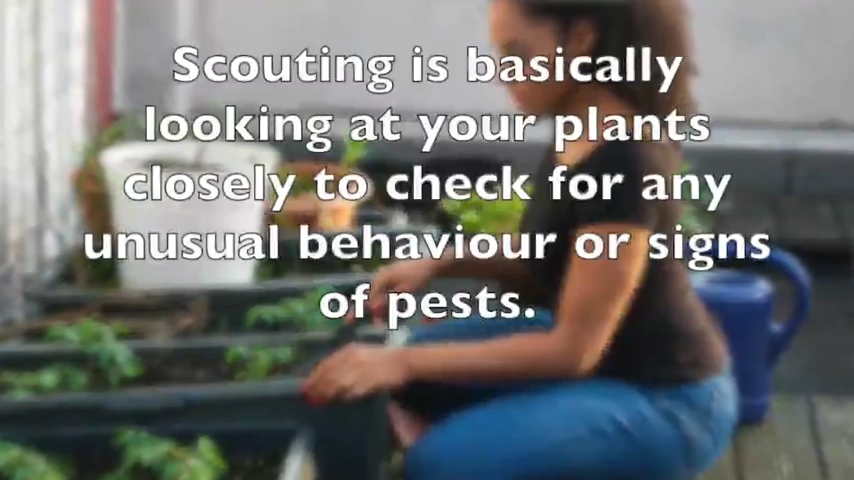 Scouting is basically
looking at your plants
closely to check for any
unusual behaviour or signs
of pests.